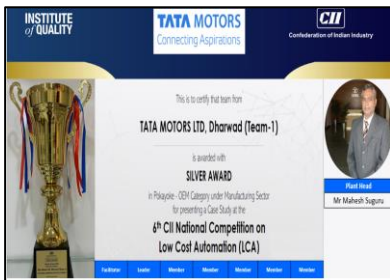 INSTITUTE
of QUALITY
TATA MOTORS
Connecting Aspirations
CII
Confederation of Indian Industry
This is to certify that team from
TATA MOTORS LTD, Dharwad (Team-1)
is awarded with
SILVER AWARD
in Pokayoke - OEM Category under Manufacturing Sector
for presenting a Case Study at the
6th CII National Competition on
Low Cost Automation (LCA)
Plant Head
Mr Mahesh Suguru
Facilitator Leader Member Member Member Member Member